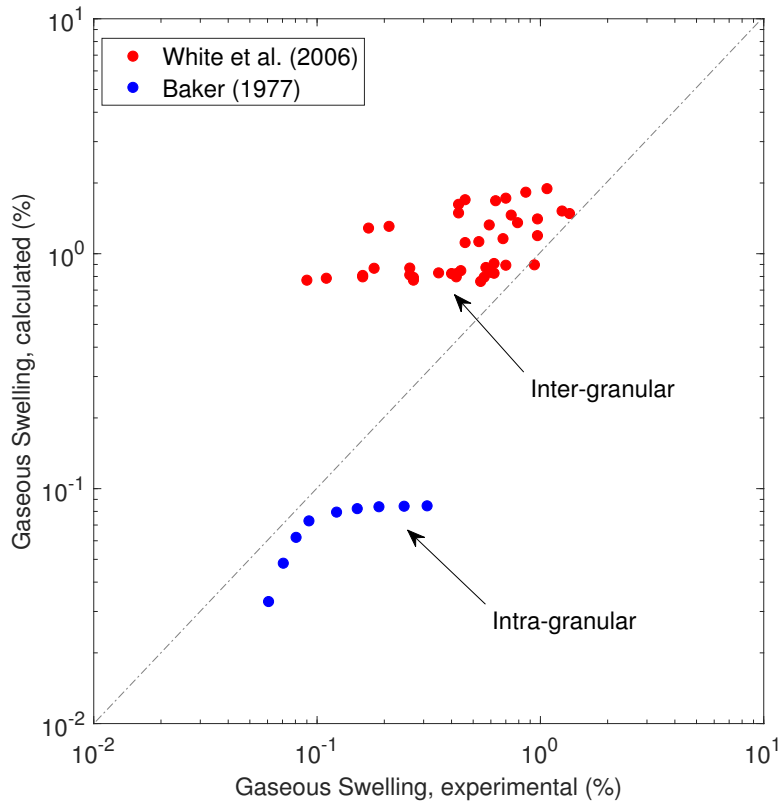 White et al. (2006)
Baker (1977)
10^1
10^0
10^-1
10^-2
Gaseous Swelling, calculated (%)
Inter-granular
Intra-granular
10^-2
10^-1
10^0
10^1
Gaseous Swelling, experimental (%)